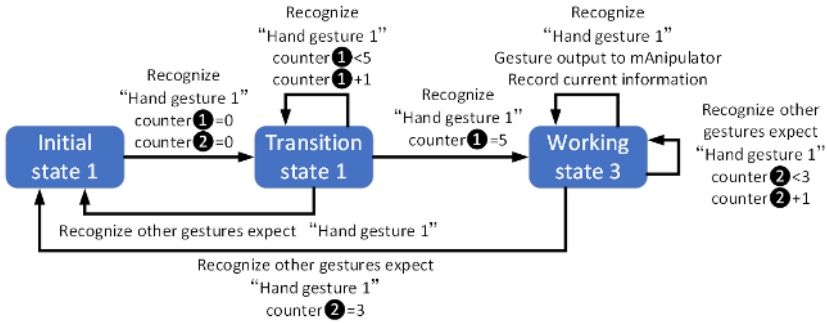 Recognize
“Hand gesture 1”
counter❶=0
counter❷=0
Recognize
“Hand gesture 1”
counter❶<5
counter❶+1
Recognize
“Hand gesture 1”
counter❶=5
Recognize
“Hand gesture 1”
Gesture output to mAnipulator
Record current information
Recognize other
gestures expect
“Hand gesture 1”
counter❷<3
counter❷+1
Initial
state 1
Transition
state 1
Working
state 3
Recognize other gestures expect “Hand gesture 1”
Recognize other gestures expect
“Hand gesture 1”
counter❷=3